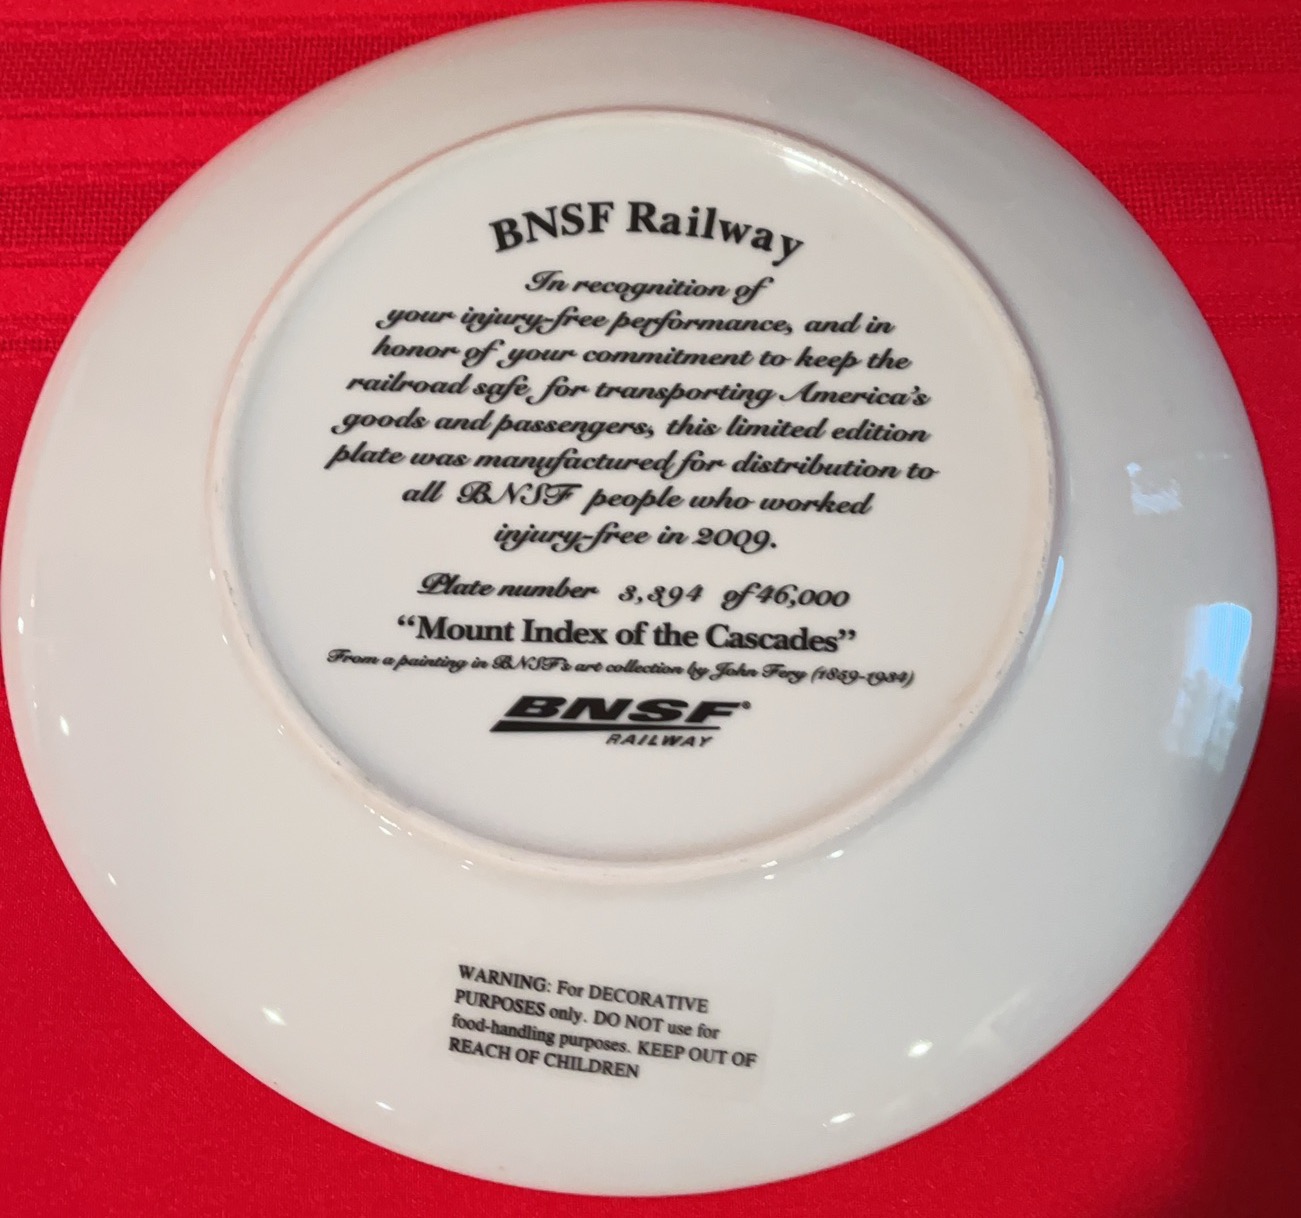 BNSF Railway
In recognition of
your injury-free performance, and in
honor of your commitment to keep the
railroad safe for transporting America's
goods and passengers, this limited edition
plate was manufactured for distribution to
all BNSF people who worked
injury-free in 2009.
Plate number 3,394 of 46,000
“Mount Index of the Cascades”
From a painting in BNSF's art collection by John Fery (1859-1934)
BNSF®
RAILWAY
WARNING: For DECORATIVE
PURPOSES only. DO NOT use for
food-handling purposes. KEEP OUT OF
REACH OF CHILDREN